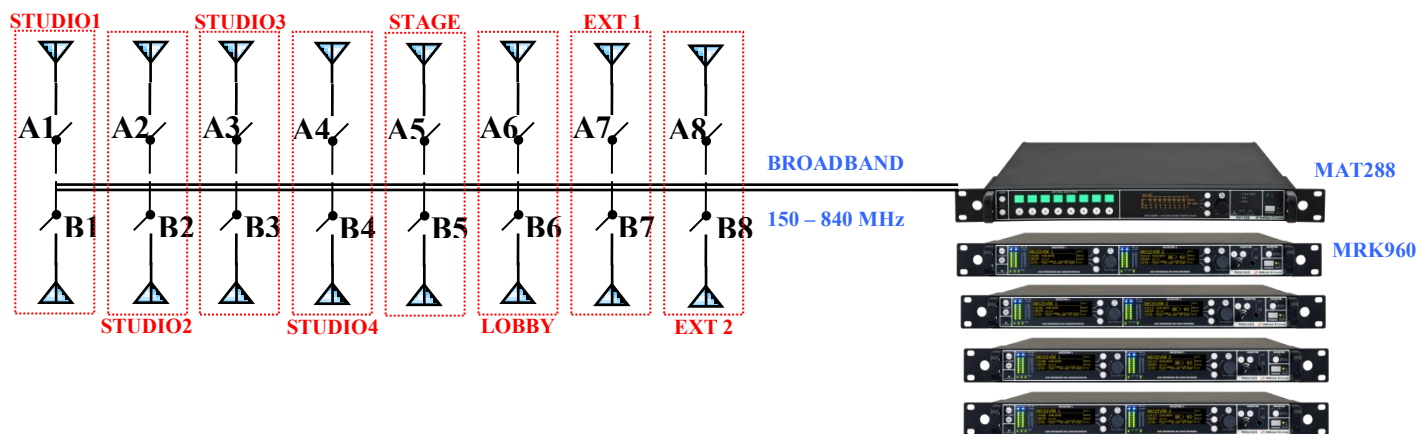 STUDIO1
STUDIO3
STAGE
EXT 1
A1
A2
A3
A4
A5
A6
A7
A8
BROADBAND
MAT288
B1
B2
B3
B4
B5
B6
B7
B8
150 – 840 MHz
MRK960
STUDIO2
STUDIO4
LOBBY
EXT 2